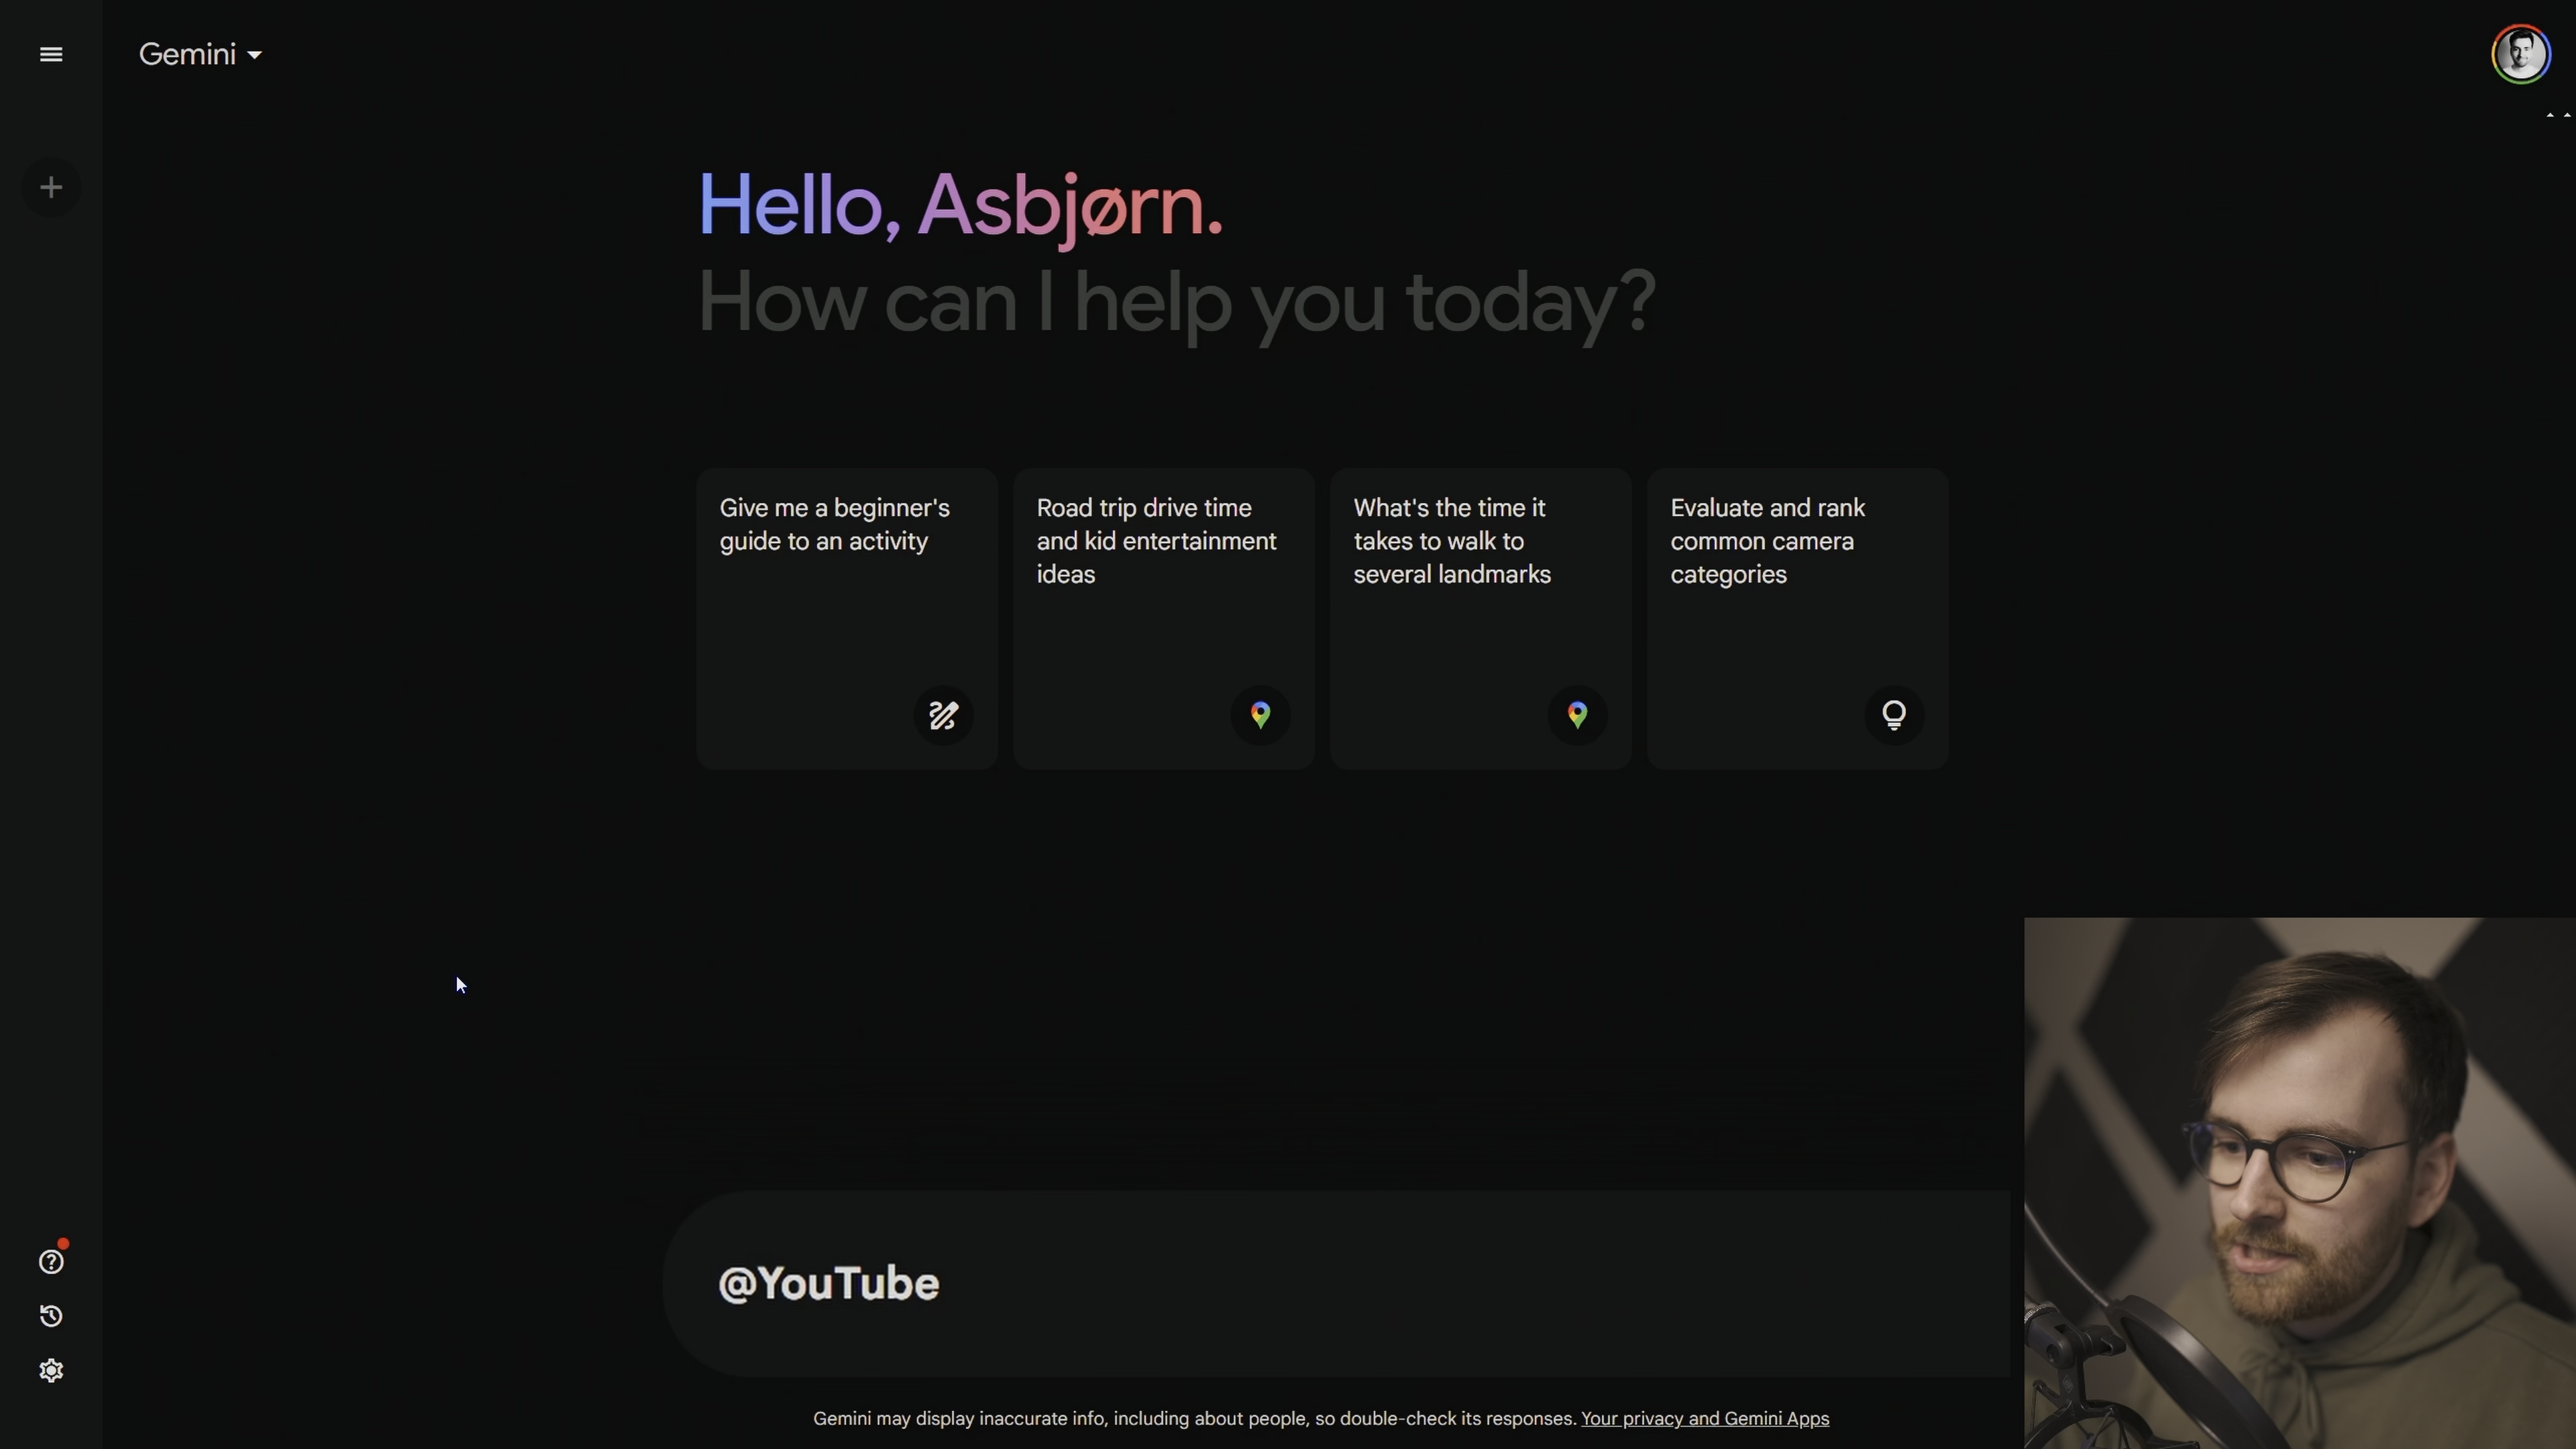 Gemini
Hello, Asbjørn.
How can I help you today?
Give me a beginner's
guide to an activity
Road trip drive time
and kid entertainment
ideas
What's the time it
takes to walk to
several landmarks
Evaluate and rank
common camera
categories
@YouTube
Gemini may display inaccurate info, including about people, so double-check its responses. Your privacy and Gemini Apps